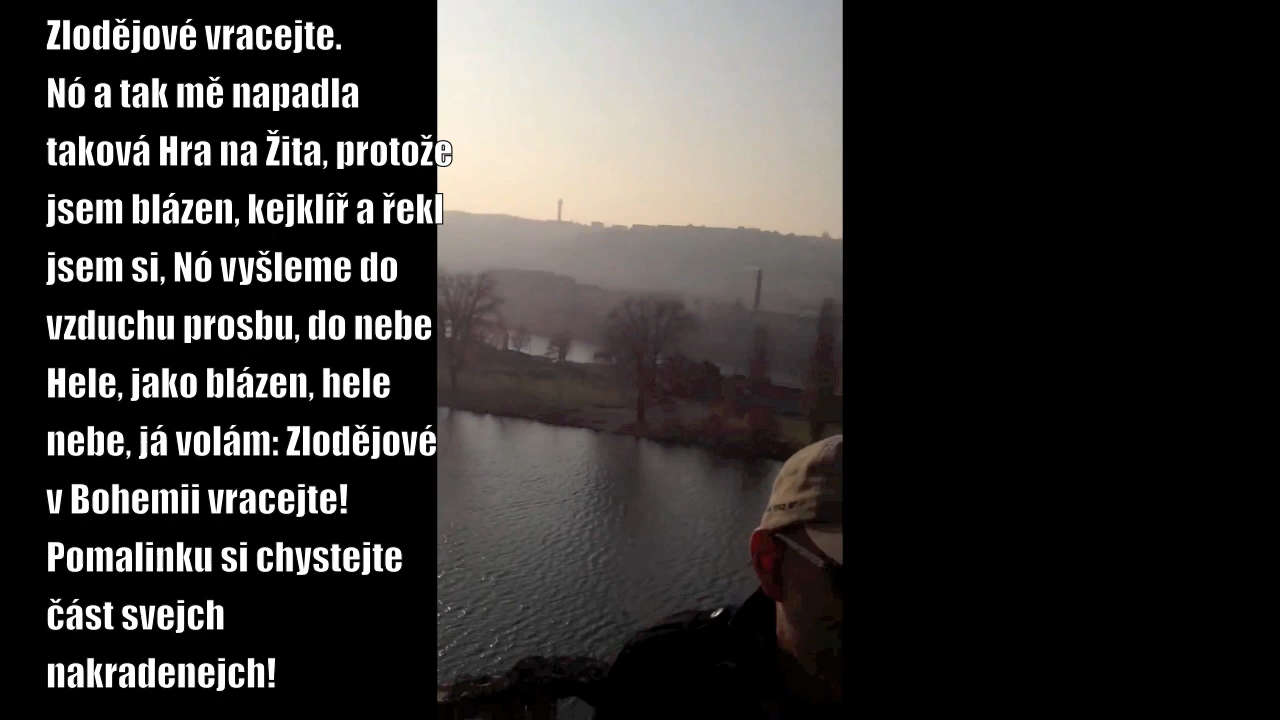 Zlodějové vracejte.
Nó a tak mě napadla
taková Hra na Žita, protože
jsem blázen, kejklíř a řekl
jsem si, Nó vyšleme do
vzduchu prosbu, do nebe
Hele, jako blázen, hele
nebe, já volám: Zlodějové
v Bohemii vracejte!
Pomalinku si chystejte
část svejch
nakradenejch!